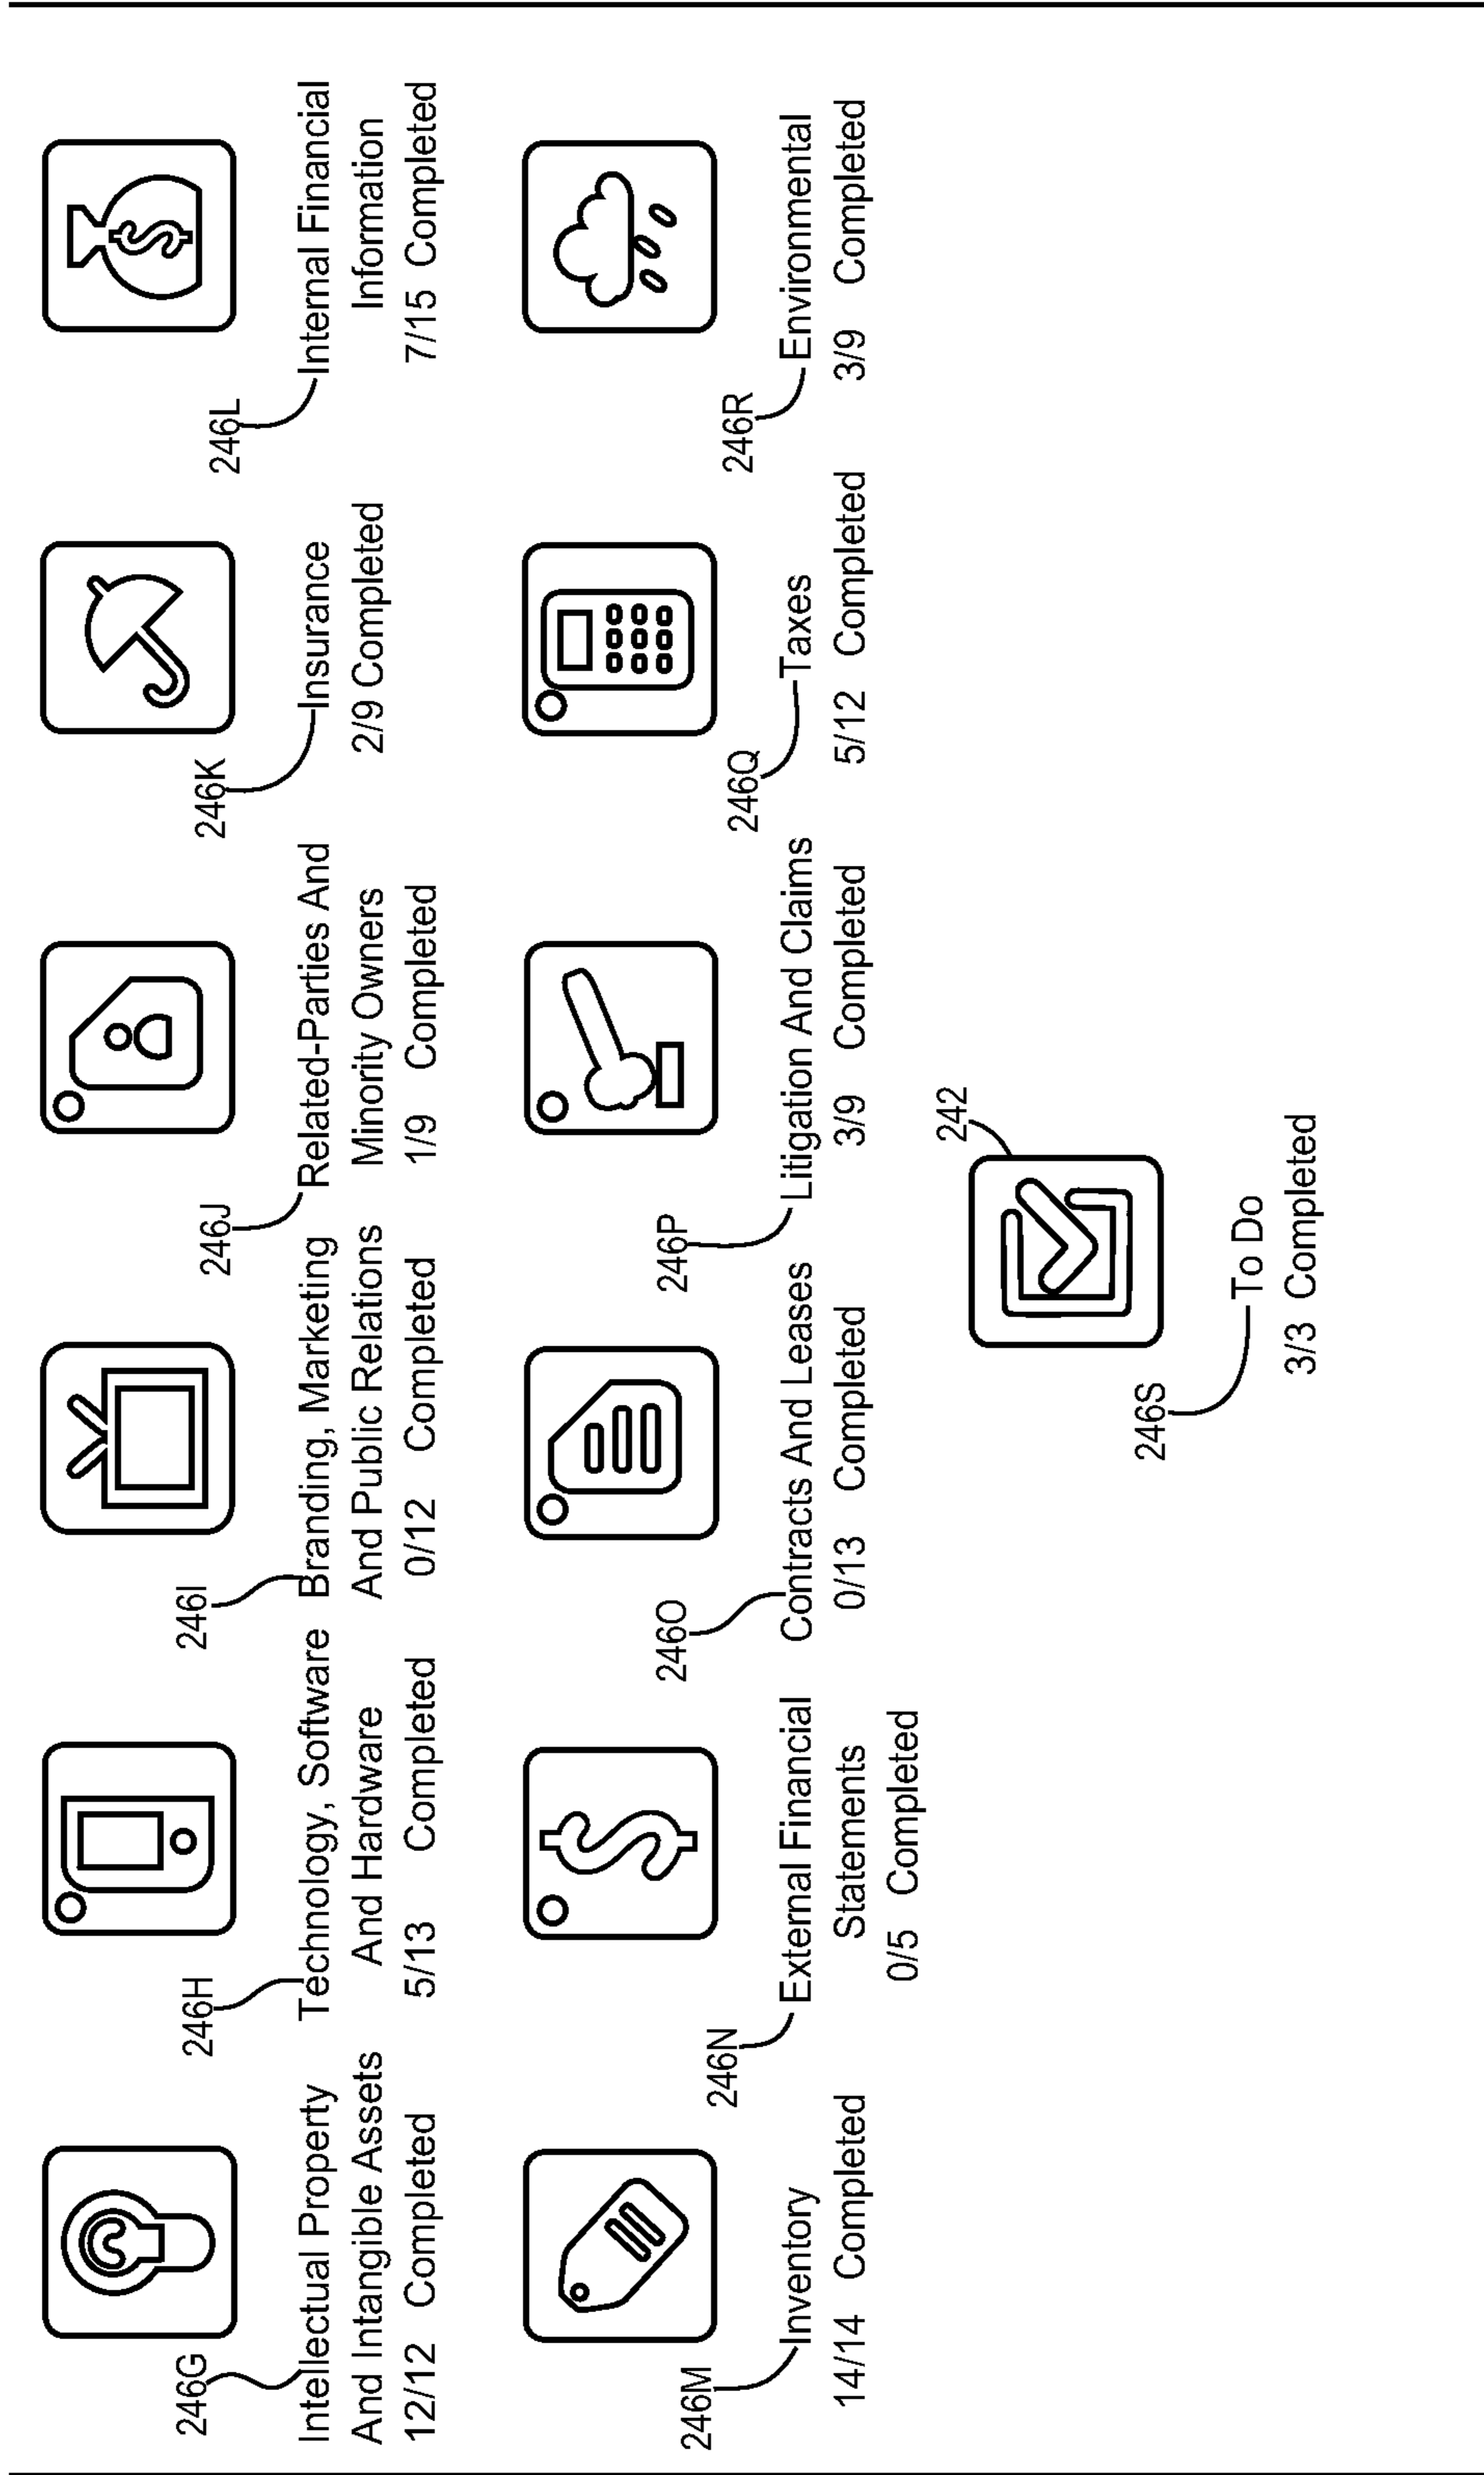 246G
Intellectual Property
And Intangible Assets
12/12 Completed
246H
Technology, Software
And Hardware
5/13 Completed
246I
Branding, Marketing
And Public Relations
0/12 Completed
246J
Related-Parties And
Minority Owners
1/9 Completed
246K
Insurance
2/9 Completed
246L
Internal Financial
Information
7/15 Completed
246M
Inventory
14/14 Completed
246N
External Financial
Statements
0/5 Completed
246O
Contracts And Leases
0/13 Completed
246P
Litigation And Claims
3/9 Completed
246Q
Taxes
5/12 Completed
246R
Environmental
3/9 Completed
242
246S
To Do
3/3 Completed